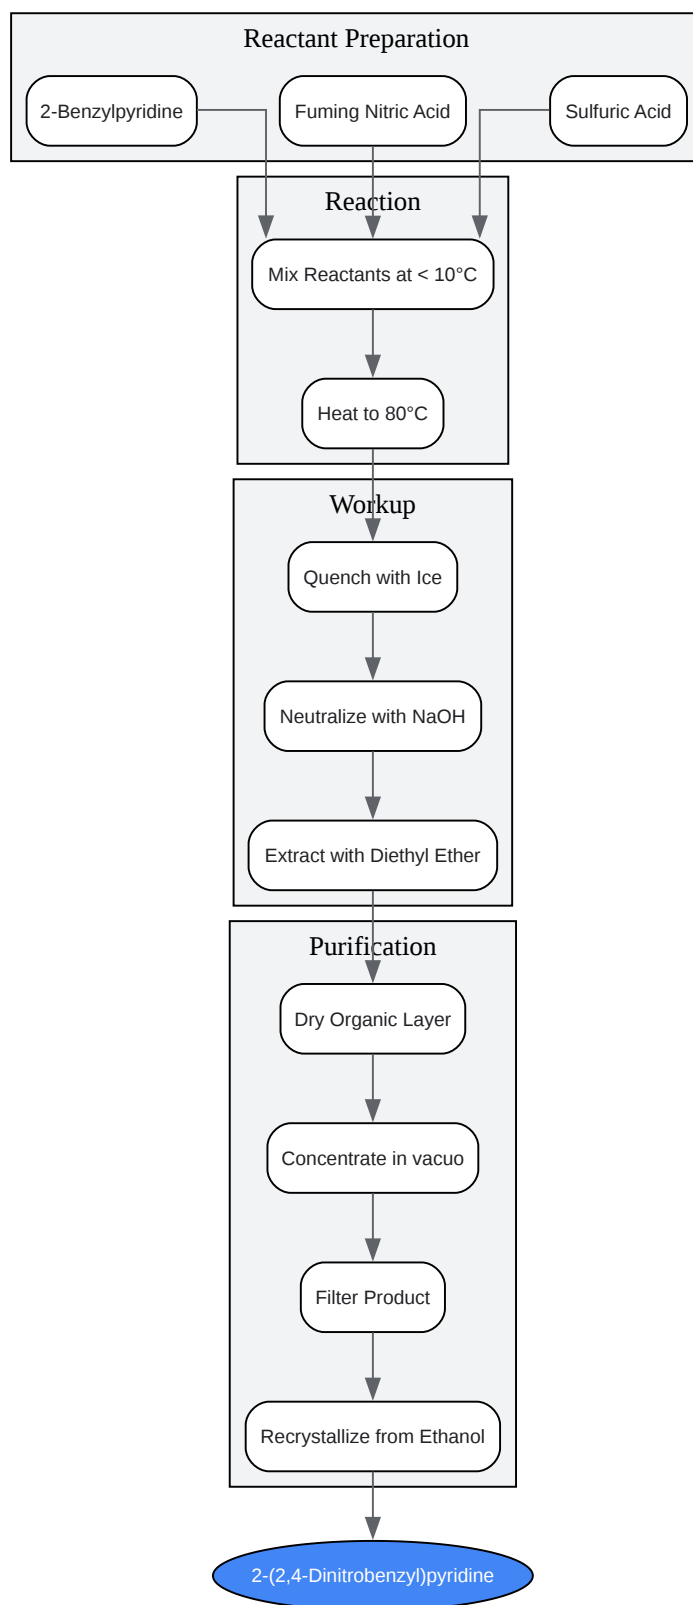 Reactant Preparation
2-Benzylpyridine
Fuming Nitric Acid
Sulfuric Acid
Reaction
Mix Reactants at < 10°C
Heat to 80°C
Workup
Quench with Ice
Neutralize with NaOH
Extract with Diethyl Ether
Purification
Dry Organic Layer
Concentrate in vacuo
Filter Product
Recrystallize from Ethanol
2-(2,4-Dinitrobenzyl)pyridine